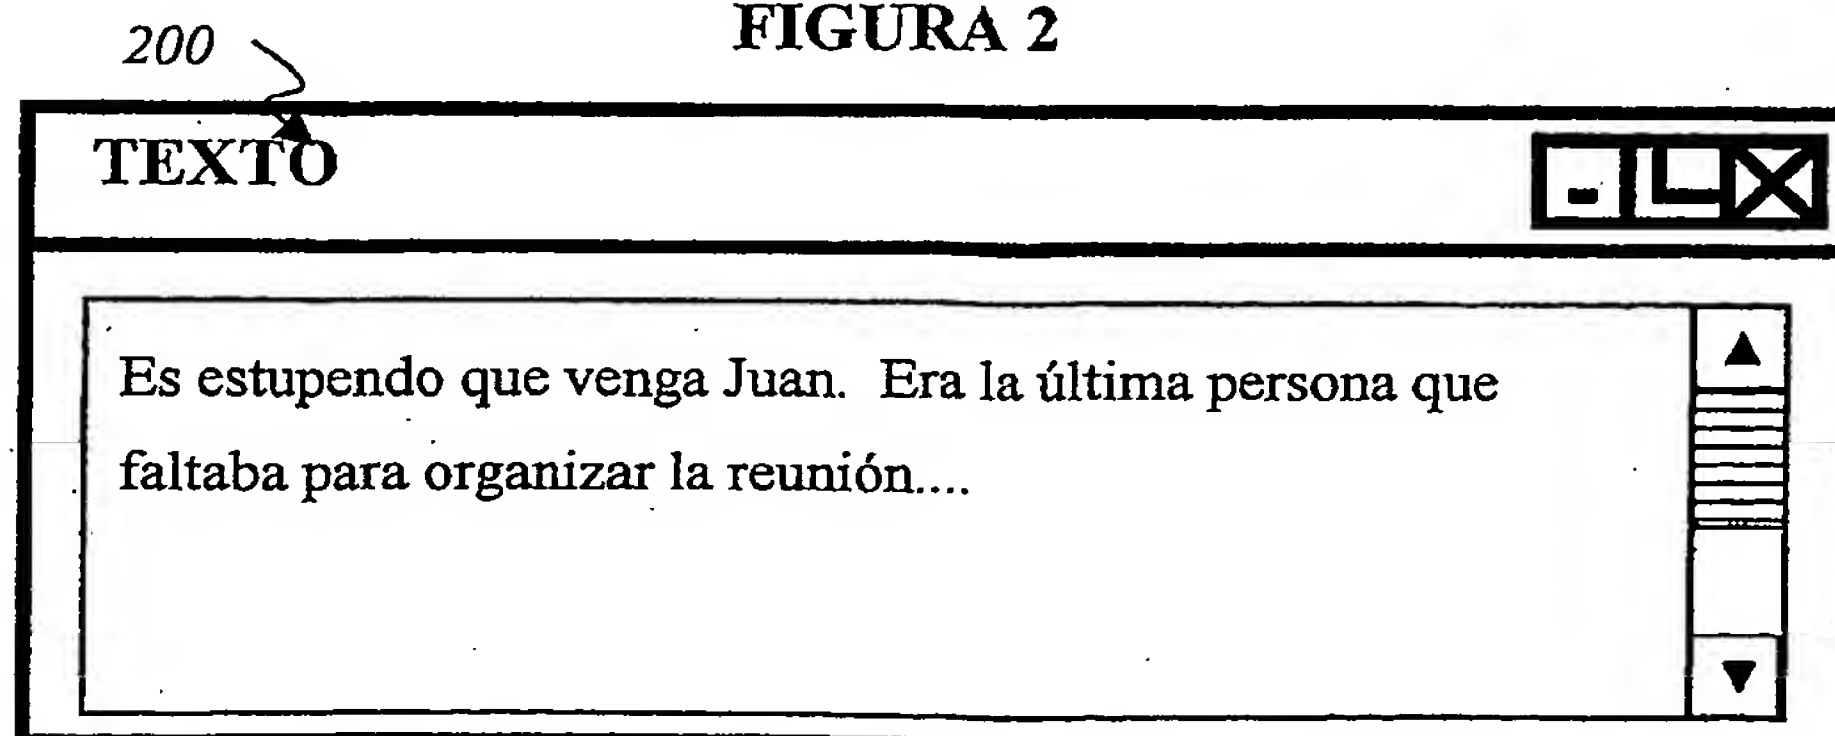 FIGURA 2
200
TEXTO
Es estupendo que venga Juan. Era la última persona que
faltaba para organizar la reunión....